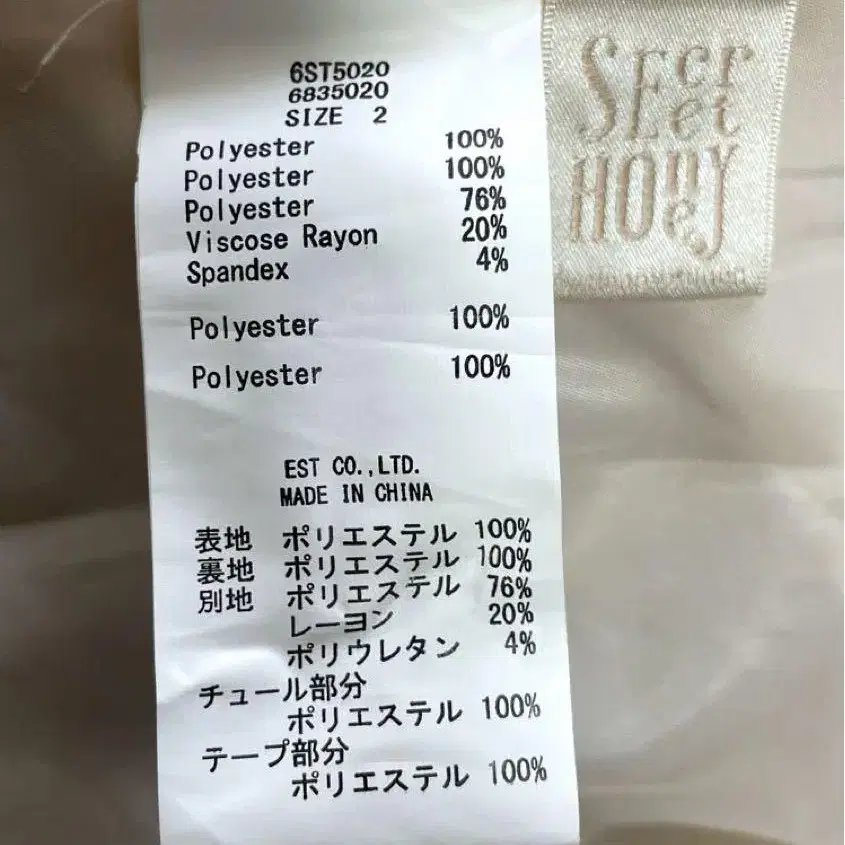 6ST5020
6835020
SIZE 2
Polyester 100%
Polyester 100%
Polyester 76%
Viscose Rayon 20%
Spandex 4%
Polyester 100%
Polyester 100%
EST CO.,LTD.
MADE IN CHINA
表地 ポリエステル 100%
裏地 ポリエステル 100%
別地 ポリエステル 76%
レーヨン 20%
ポリウレタン 4%
チュール部分
ポリエステル 100%
テープ部分
ポリエステル 100%
SEcret
HOneY